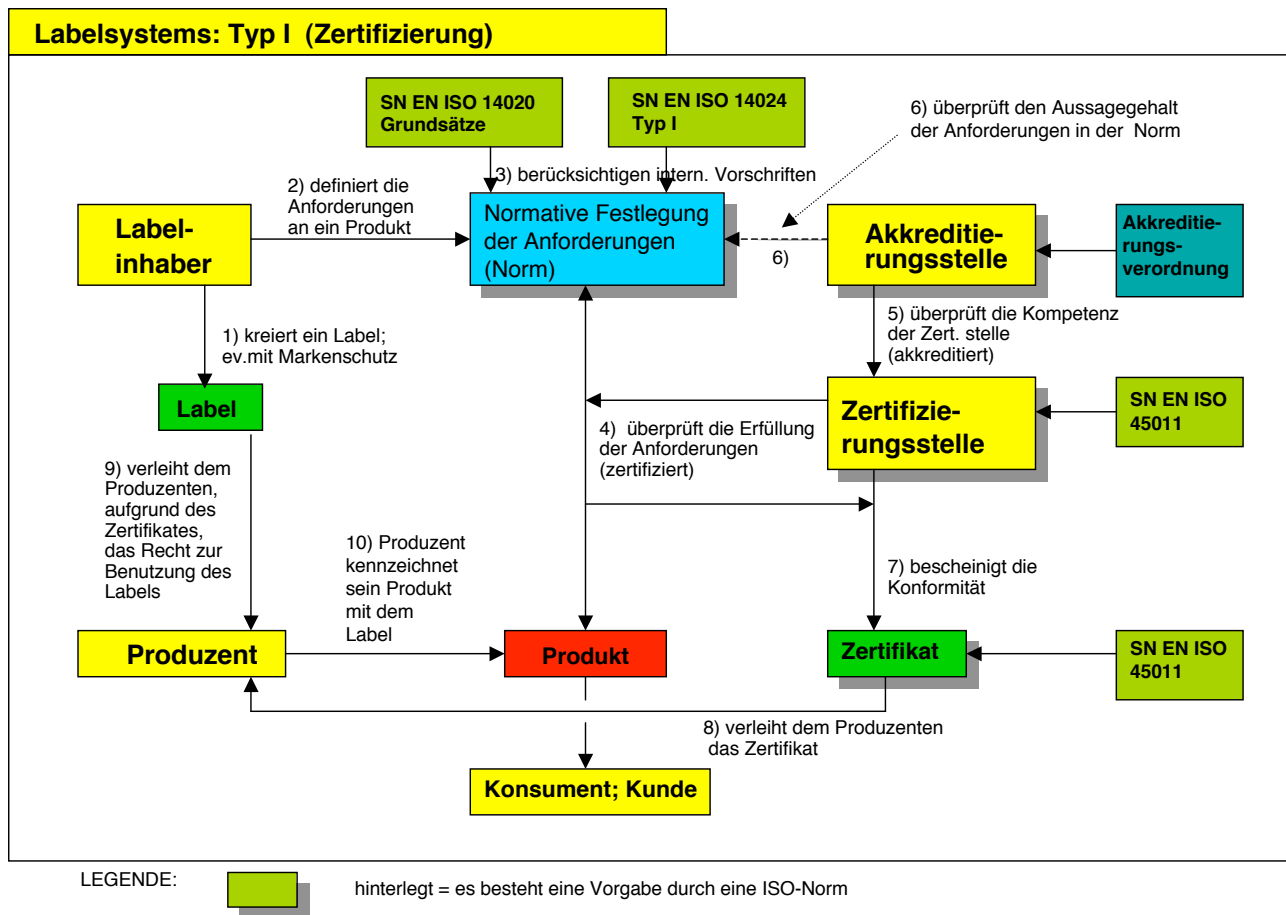 Labelsystems: Typ I (Zertifizierung)
SN EN ISO 14020
Grundsätze
SN EN ISO 14024
Typ I
6) überprüft den Aussagegehalt
der Anforderungen in der Norm
3) berücksichtigen intern. Vorschriften
2) definiert die
Anforderungen
an ein Produkt
Label-
inhaber
Normative Festlegung
der Anforderungen
(Norm)
6)
Akkreditie-
rungsstelle
Akkreditie-
rungs-
verordnung
1) kreiert ein Label;
ev.mit Markenschutz
5) überprüft die Kompetenz
der Zert. stelle
(akkreditiert)
Label
Zertifizie-
rungsstelle
SN EN ISO
45011
4) überprüft die Erfüllung
der Anforderungen
(zertifiziert)
9) verleiht dem
Produzenten,
aufgrund des
Zertifikates,
das Recht zur
Benutzung des
Labels
10) Produzent
kennzeichnet
sein Produkt
mit dem
Label
7) bescheinigt die
Konformität
Produzent
Produkt
Zertifikat
SN EN ISO
45011
8) verleiht dem Produzenten
das Zertifikat
Konsument; Kunde
LEGENDE:
hinterlegt = es besteht eine Vorgabe durch eine ISO-Norm